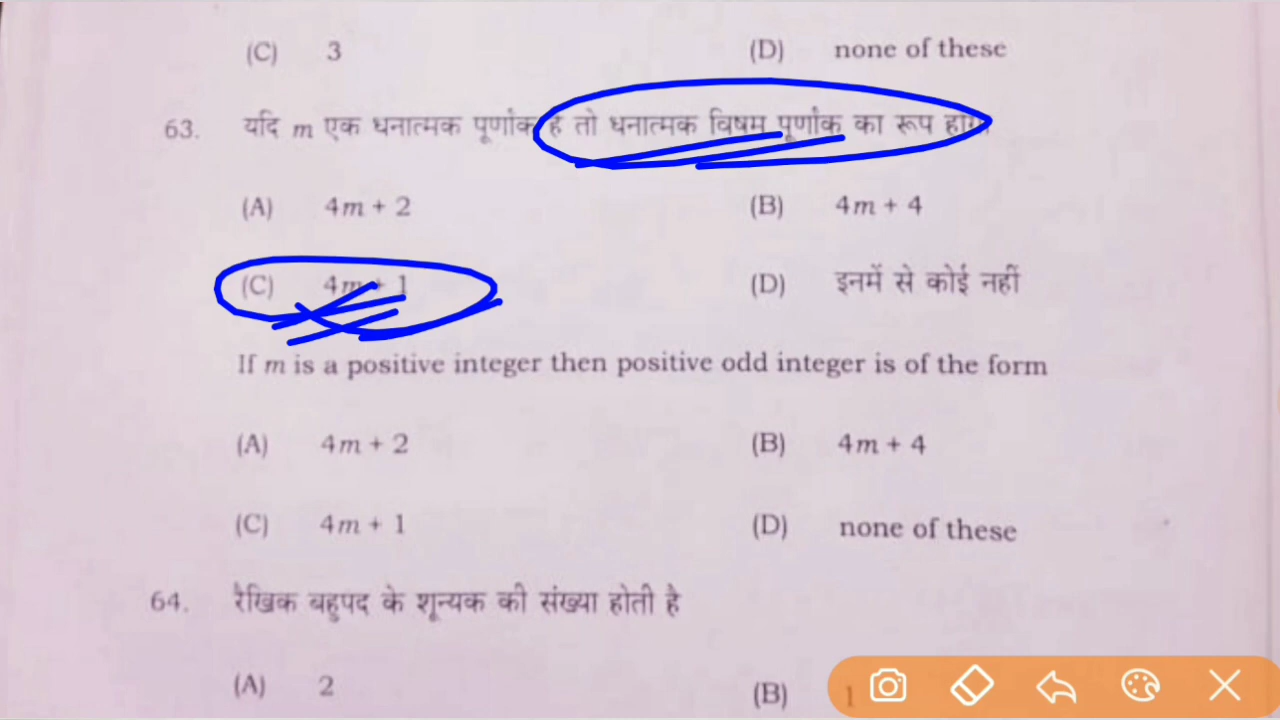 (C) 3 (D) none of these
63. यदि m एक धनात्मक पूर्णांक है तो धनात्मक विषम पूर्णांक का रूप होगा
(A) 4m + 2 (B) 4m + 4
(C) 4m + 1 (D) इनमें से कोई नहीं
If m is a positive integer then positive odd integer is of the form
(A) 4m + 2 (B) 4m + 4
(C) 4m + 1 (D) none of these
64. रैखिक बहुपद के शून्यक की संख्या होती है
(A) 2 (B) 1